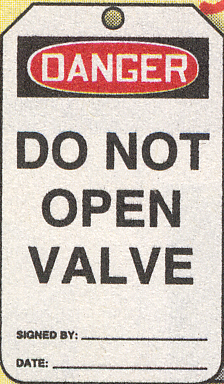 DANGER
DO NOT
OPEN
VALVE
SIGNED BY:
DATE: